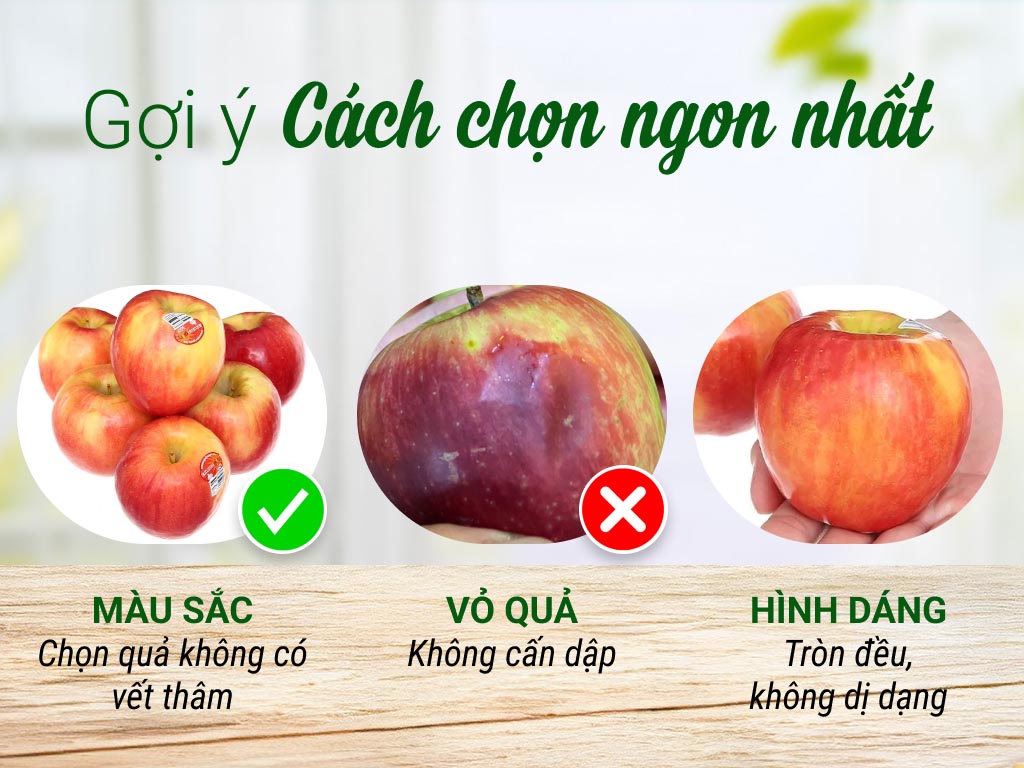 Gợi ý Cách chọn ngon nhất
MÀU SẮC
Chọn quả không có
vết thâm
VỎ QUẢ
Không cấn dập
HÌNH DÁNG
Tròn đều,
không dị dạng